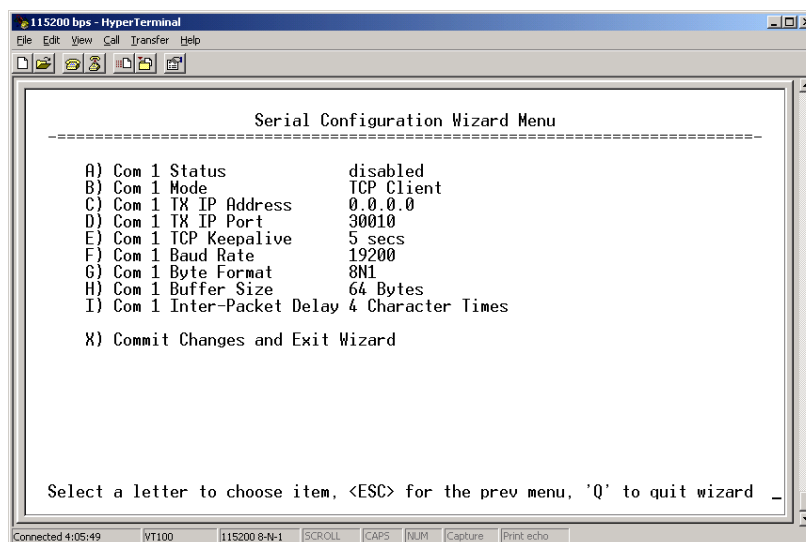 115200 bps - HyperTerminal
File Edit View Call Transfer Help
Serial Configuration Wizard Menu
-==========================================================================-
A) Com 1 Status disabled
B) Com 1 Mode TCP Client
C) Com 1 TX IP Address 0.0.0.0
D) Com 1 TX IP Port 30010
E) Com 1 TCP Keepalive 5 secs
F) Com 1 Baud Rate 19200
G) Com 1 Byte Format 8N1
H) Com 1 Buffer Size 64 Bytes
I) Com 1 Inter-Packet Delay 4 Character Times
X) Commit Changes and Exit Wizard
Select a letter to choose item, <ESC> for the prev menu, 'Q' to quit wizard _
Connected 4:05:49 VT100 115200 8-N-1 SCROLL CAPS NUM Capture Print echo